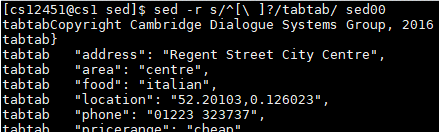 [cs12451@cs1 sed]$ sed -r s/^[\ ]?/tabtab/ sed00
tabtabCopyright Cambridge Dialogue Systems Group, 2016
tabtab}
tabtab   "address": "Regent Street City Centre",
tabtab   "area": "centre",
tabtab   "food": "italian",
tabtab   "location": "52.20103,0.126023",
tabtab   "phone": "01223 323737",
tabtab   "pricerange": "cheap"